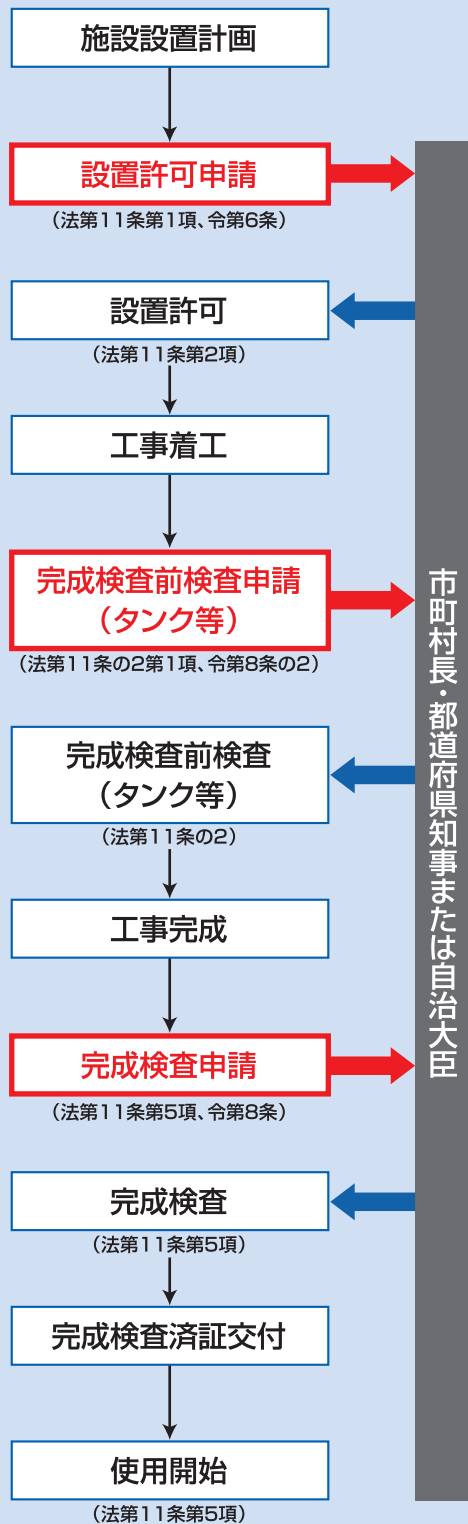 施設設置計画
設置許可申請
(法第11条第1項、令第6条)
設置許可
(法第11条第2項)
工事着工
完成検査前検査申請
(タンク等)
(法第11条の2第1項、令第8条の2)
完成検査前検査
(タンク等)
(法第11条の2)
工事完成
完成検査申請
(法第11条第5項、令第8条)
完成検査
(法第11条第5項)
完成検査済証交付
使用開始
(法第11条第5項)
市町村長・都道府県知事または自治大臣